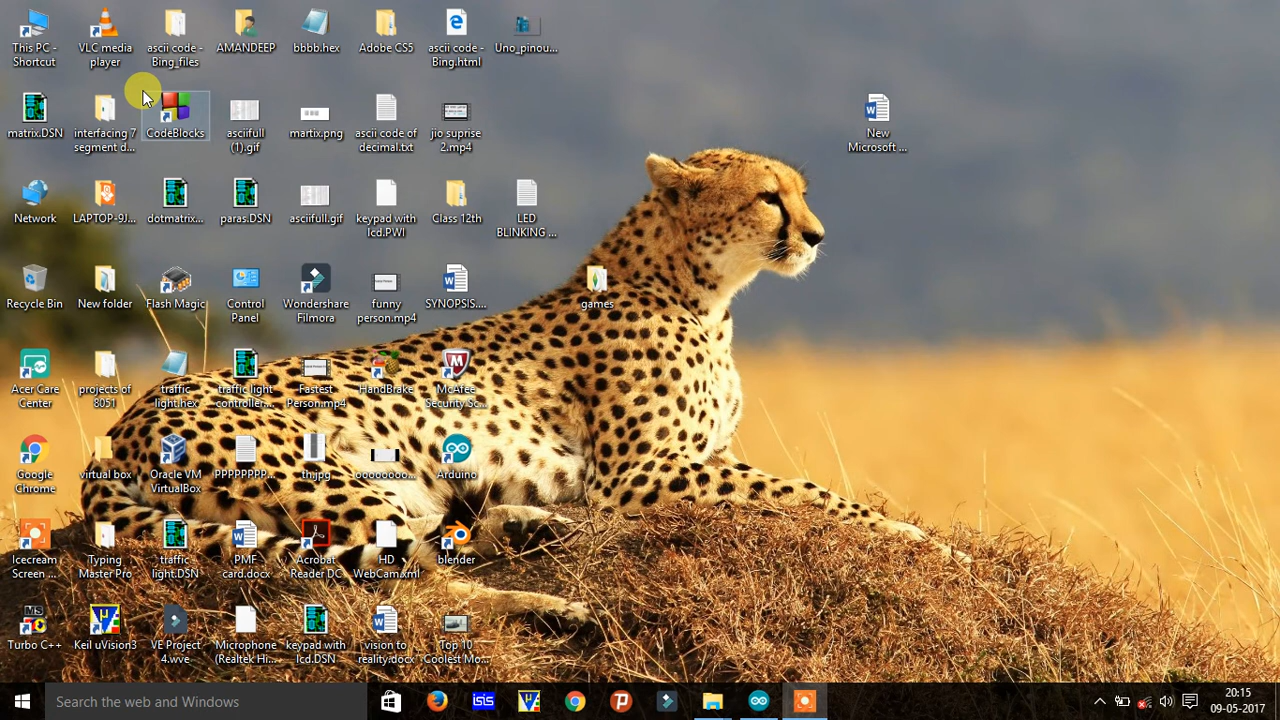 This PC -
Shortcut
VLC media
player
ascii code -
Bing_files
AMANDEEP
bbbb.hex
Adobe CS5
ascii code -
Bing.html
Uno_pinou...
matrix.DSN
interfacing 7
segment d...
CodeBlocks
asciifull
(1).gif
martix.png
ascii code of
decimal.txt
jio suprise
2.mp4
New
Microsoft ...
Network
LAPTOP-9J...
dotmatrix...
paras.DSN
asciifull.gif
keypad with
lcd.PWI
Class 12th
LED
BLINKING ...
Recycle Bin
New folder
Flash Magic
Control
Panel
Wondershare
Filmora
funny
person.mp4
SYNOPSIS....
games
Acer Care
Center
projects of
8051
traffic
light.hex
traffic light
controller....
Fastest
Person.mp4
HandBrake
McAfee
Security Sc...
Google
Chrome
virtual box
Oracle VM
VirtualBox
PPPPPPPP...
th.jpg
oooooooo...
Arduino
Icecream
Screen ...
Typing
Master Pro
traffic
light.DSN
PMF
card.docx
Acrobat
Reader DC
HD
WebCam.xml
blender
MS
Turbo C++
Keil uVision3
VE Project
4.wve
Microphone
(Realtek Hi...
keypad with
lcd.DSN
vision to
reality.docx
Top 10
Coolest Mo...
Search the web and Windows
isis
20:15
09-05-2017